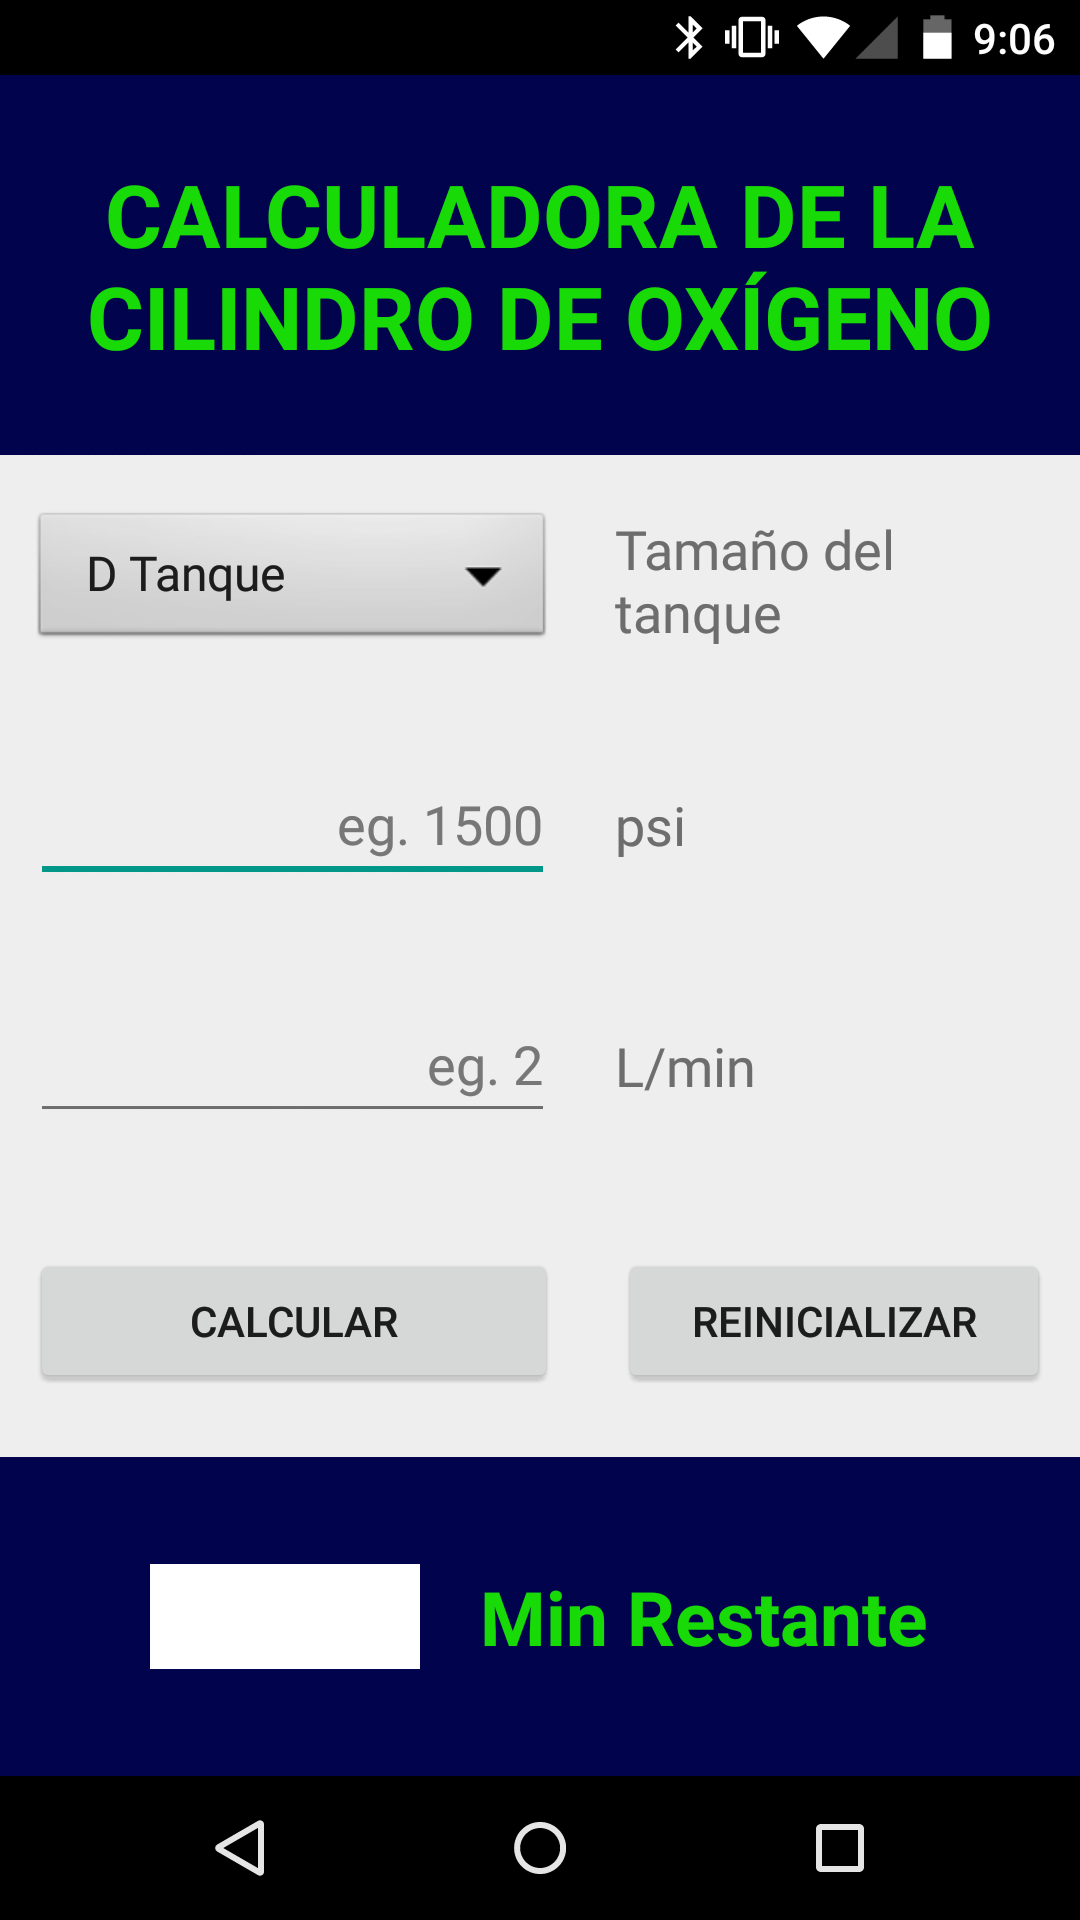 9:06
CALCULADORA DE LA
CILINDRO DE OXÍGENO
D Tanque
Tamaño del
tanque
eg. 1500
psi
eg. 2
L/min
CALCULAR
REINICIALIZAR
Min Restante